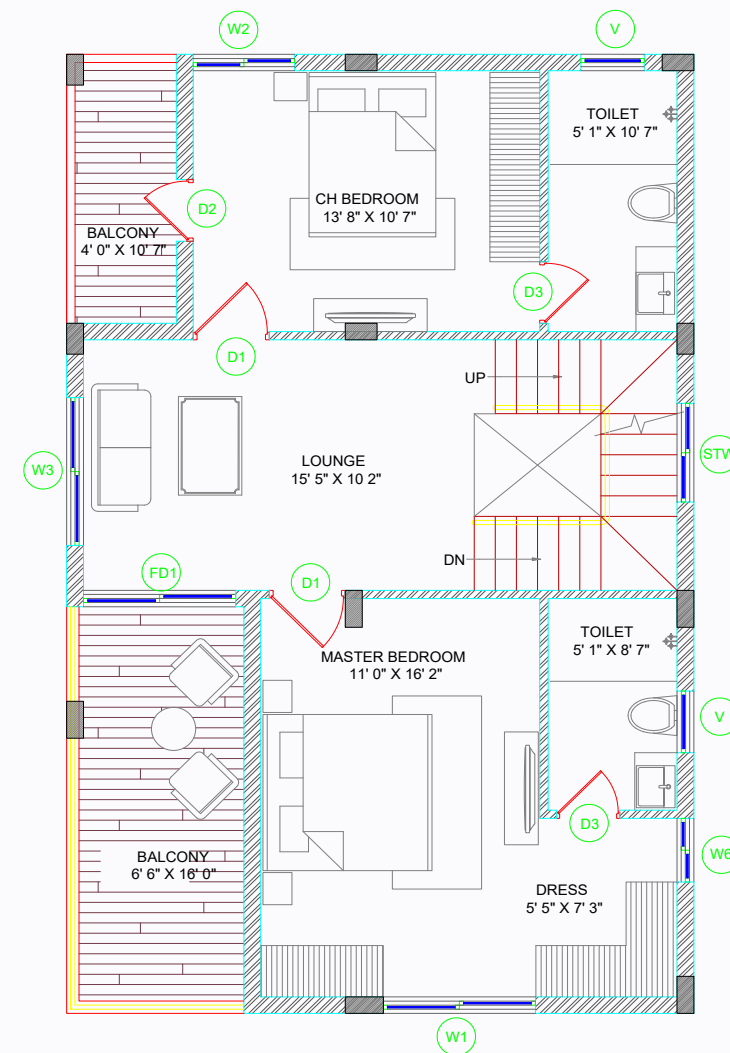 W2
V
TOILET
5' 1" X 10' 7"
CH BEDROOM
13' 8" X 10' 7"
D2
BALCONY
4' 0" X 10' 7"
D3
D1
UP
LOUNGE
15' 5" X 10 2"
W3
STW
DN
FD1
D1
TOILET
5' 1" X 8' 7"
MASTER BEDROOM
11' 0" X 16' 2"
V
D3
BALCONY
6' 6" X 16' 0"
W6
DRESS
5' 5" X 7' 3"
W1